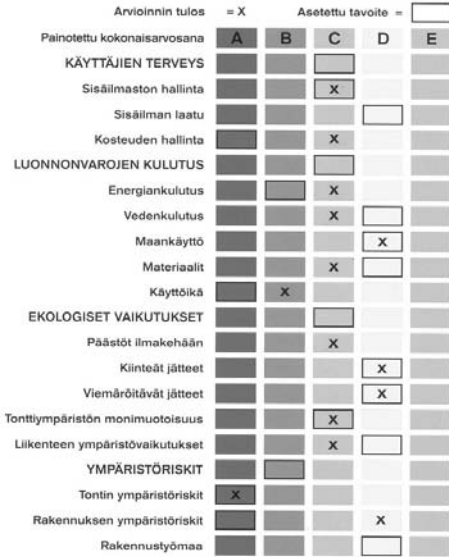 Arvioinnin tulos = X Asetettu tavoite =
Painotettu kokonaisarvosana A B C D E
KÄYTTÄJIEN TERVEYS
Sisäilmaston hallinta X
Sisäilman laatu
Kosteuden hallinta X
LUONNONVAROJEN KULUTUS
Energiankulutus X
Vedenkulutus X
Maankäyttö X
Materiaalit X
Käyttöikä X
EKOLOGISET VAIKUTUKSET
Päästöt ilmakehään X
Kiinteät jätteet X
Viemäröitävät jätteet X
Tonttiympäristön monimuotoisuus X
Liikenteen ympäristövaikutukset X
YMPÄRISTÖRISKIT
Tontin ympäristöriskit X
Rakennuksen ympäristöriskit X
Rakennustyömaa